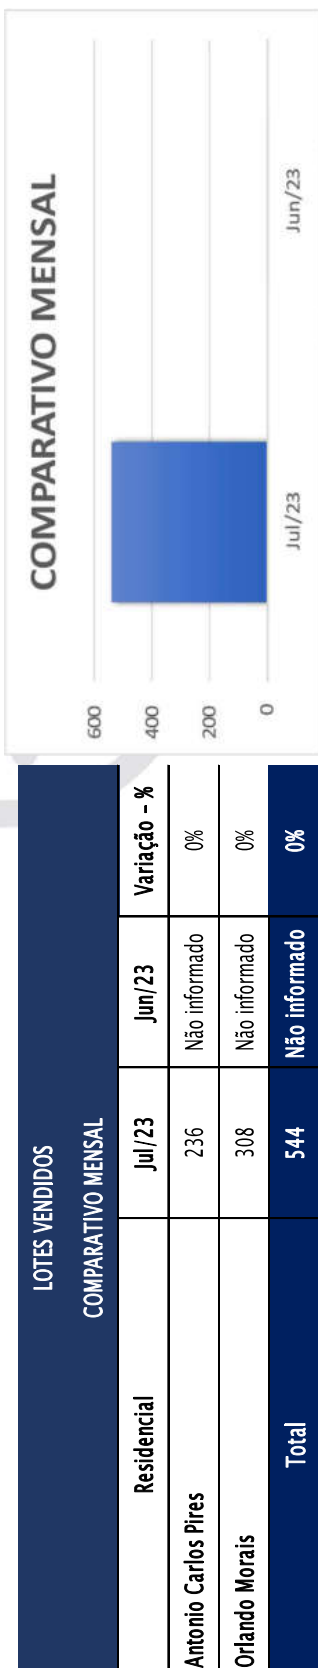 LOTES VENDIDOS
COMPARATIVO MENSAL
Residencial Jul/23 Jun/23 Variação - %
Antonio Carlos Pires 236 Não informado 0%
Orlando Morais 308 Não informado 0%
Total 544 Não informado 0%
COMPARATIVO MENSAL
600
400
200
0
Jul/23 Jun/23